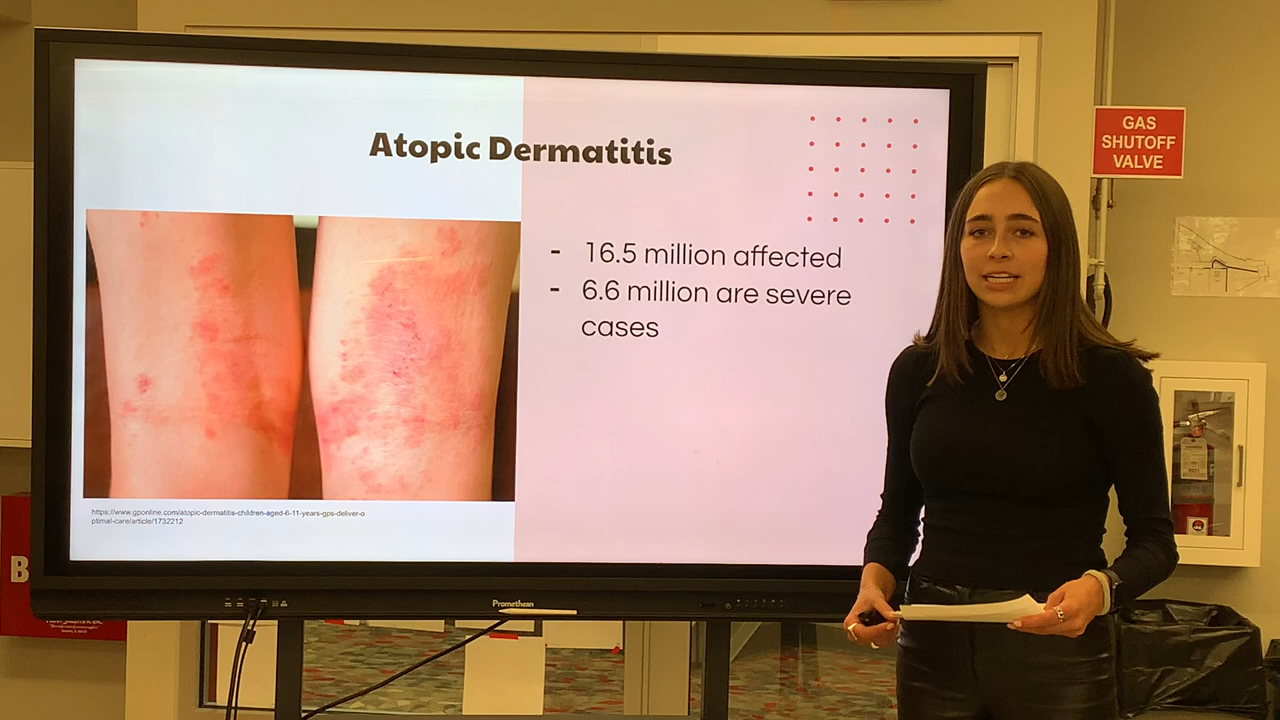 Atopic Dermatitis
- 16.5 million affected
- 6.6 million are severe
cases
https://www.gponline.com/atopic-dermatitis-children-aged-6-11-years-gps-deliver-o
ptimal-care/article/1732212
Promethean
GAS
SHUTOFF
VALVE
B